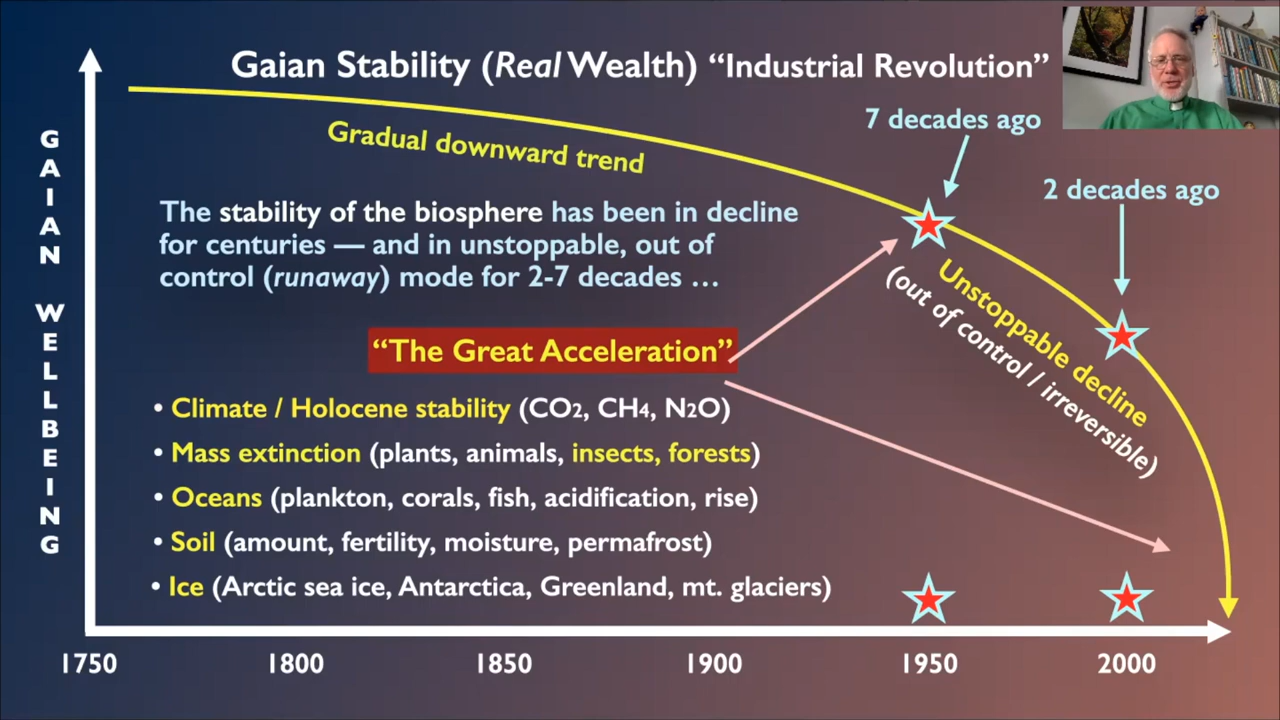 Gaian Stability (Real Wealth) “Industrial Revolution”
7 decades ago
2 decades ago
Gradual downward trend
GAIAN WELLBEING
The stability of the biosphere has been in decline
for centuries — and in unstoppable, out of
control (runaway) mode for 2-7 decades ...
Unstoppable decline
(out of control / irreversible)
“The Great Acceleration”
• Climate / Holocene stability (CO2, CH4, N2O)
• Mass extinction (plants, animals, insects, forests)
• Oceans (plankton, corals, fish, acidification, rise)
• Soil (amount, fertility, moisture, permafrost)
• Ice (Arctic sea ice, Antarctica, Greenland, mt. glaciers)
1750 1800 1850 1900 1950 2000